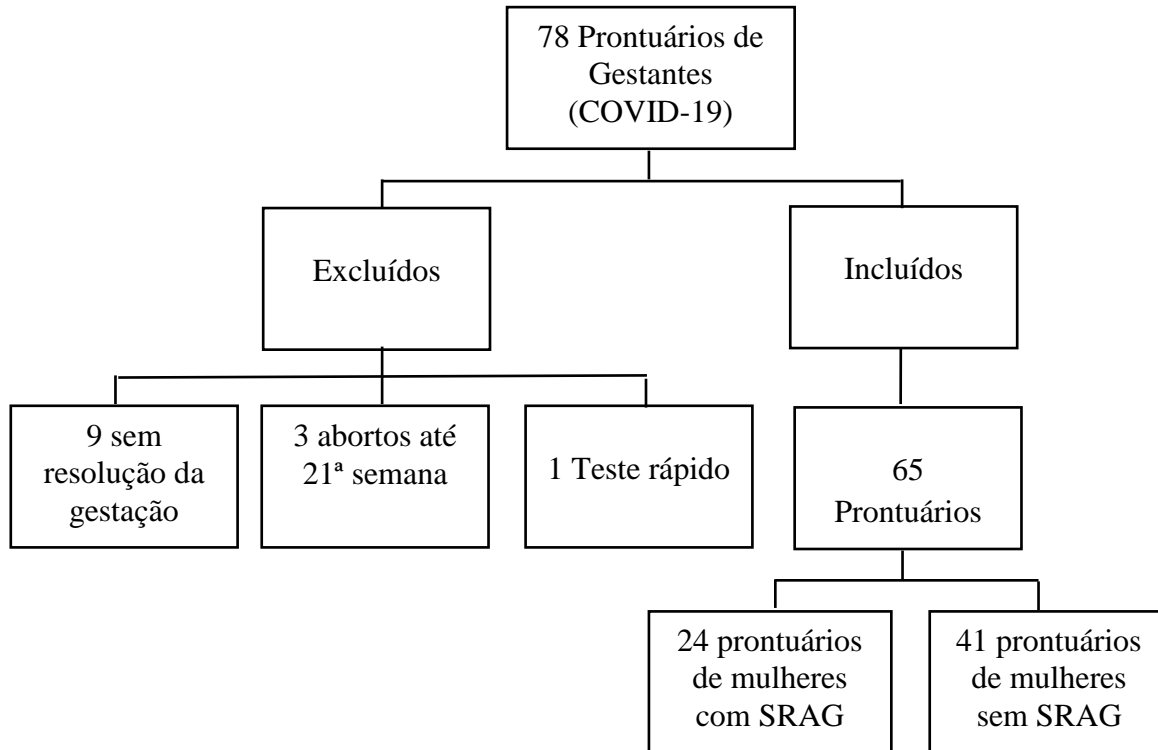 78 Prontuários de
Gestantes
(COVID-19)
Excluídos
Incluídos
9 sem
resolução da
gestação
3 abortos até
21ª semana
1 Teste rápido
65
Prontuários
24 prontuários
de mulheres
com SRAG
41 prontuários
de mulheres
sem SRAG